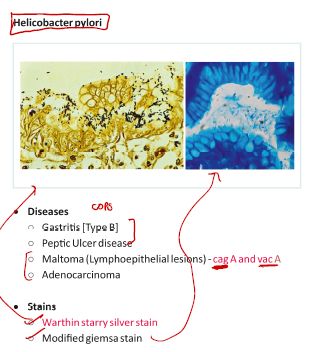 Helicobacter pylori
CORS
• Diseases
○ Gastritis [Type B]
○ Peptic Ulcer disease
○ Maltoma (Lymphoepithelial lesions) - cag A and vac A
○ Adenocarcinoma
• Stains
○ Warthin starry silver stain
○ Modified giemsa stain